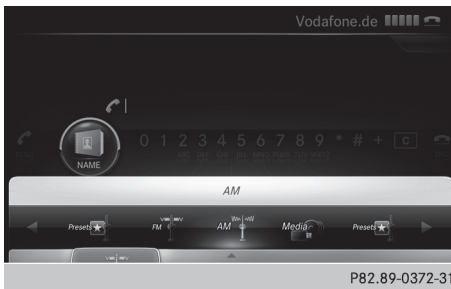 Vodafone.de
0 1 2 3 4 5 6 7 8 9 * # + C
NAME
AM
Presets FM AM Media Presets
P82.89-0372-31